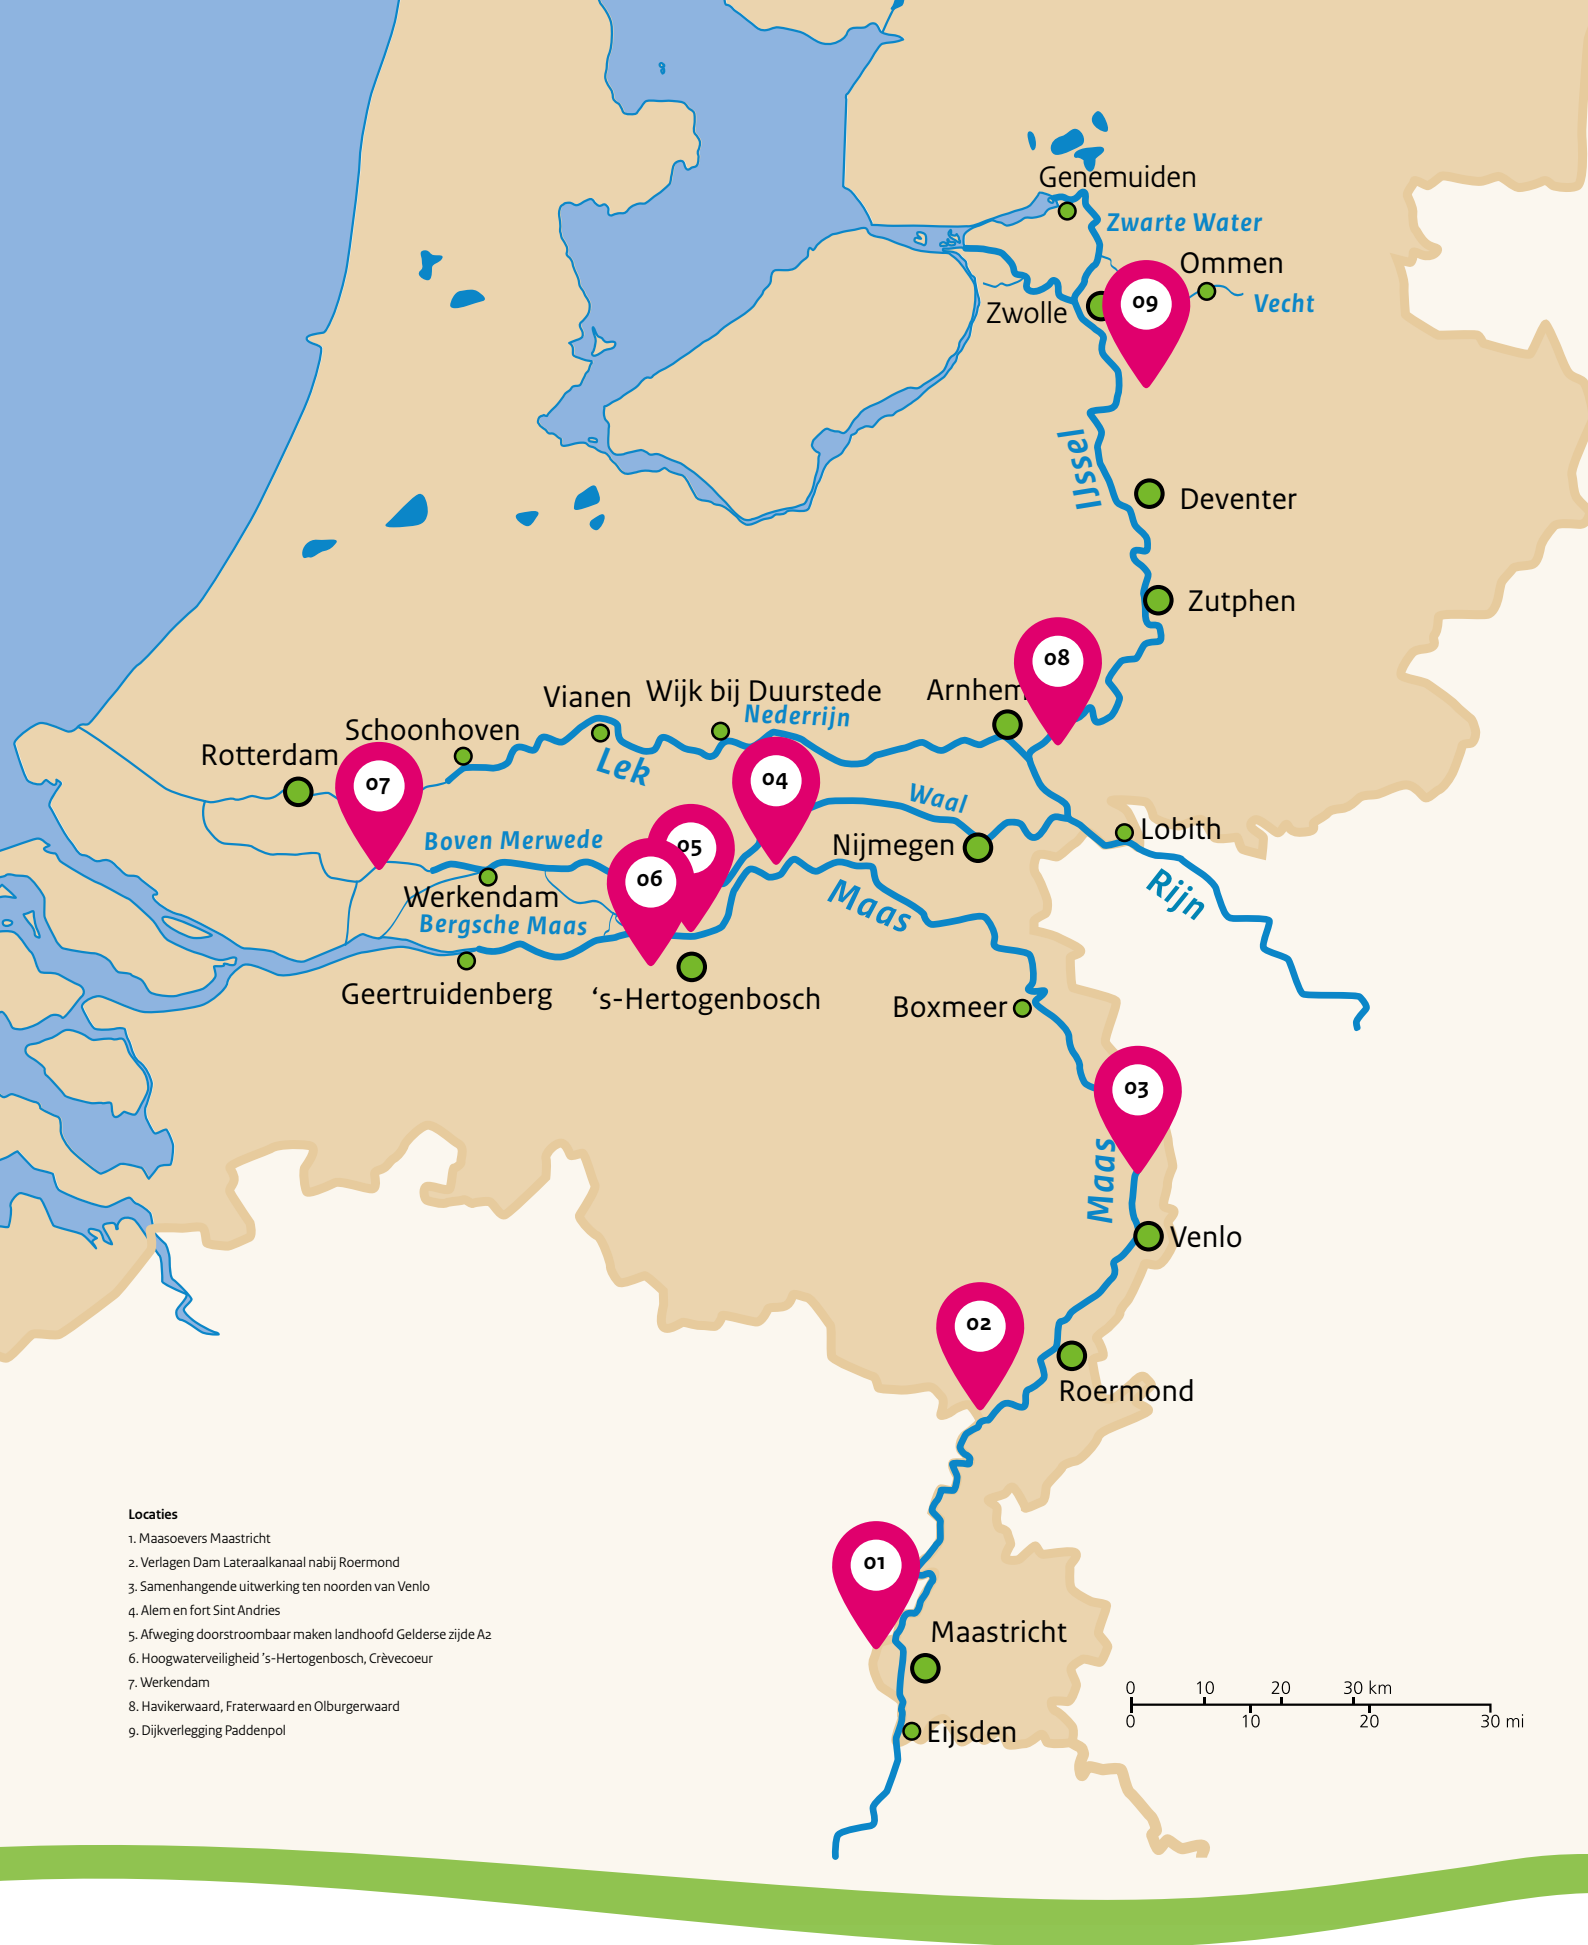 Genemuiden
Zwarte Water
Ommen
Vecht
Zwolle
09
IJssel
Deventer
Zutphen
08
Arnhem
Wijk bij Duurstede
Vianen
Nederrijn
Schoonhoven
Rotterdam
Lek
07
04
Waal
Boven Merwede
05
Nijmegen
Lobith
06
Werkendam
Maas
Rijn
Bergsche Maas
Geertruidenberg
‘s-Hertogenbosch
Boxmeer
03
Maas
Venlo
02
Roermond
Locaties
1. Maasoevers Maastricht
2. Verlagen Dam Lateraalkanaal nabij Roermond
3. Samenhangende uitwerking ten noorden van Venlo
4. Alem en fort Sint Andries
5. Afweging doorstroombaar maken landhoofd Gelderse zijde A2
6. Hoogwaterveiligheid ’s-Hertogenbosch, Crèvecoeur
7. Werkendam
8. Havikerwaard, Fraterwaard en Olburgerwaard
9. Dijkverlegging Paddenpol
01
Maastricht
Eijsden
0 10 20 30 km
0 10 20 30 mi